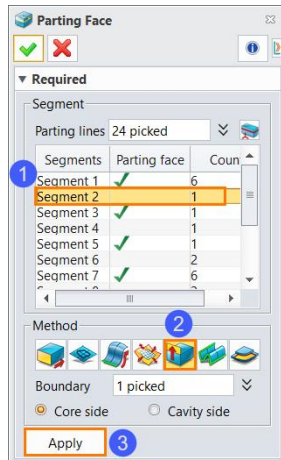 Parting Face
Required
Segment
Parting lines 24 picked
1
Segments Parting face Coun
Segment 1 6
Segment 2 1
Segment 3 1
Segment 4 1
Segment 5 1
Segment 6 2
Segment 7 6
Method
2
Boundary 1 picked
Core side Cavity side
Apply 3